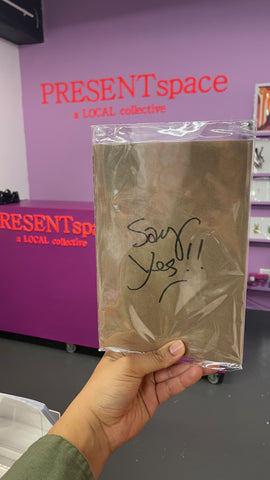 PRESENTspace
a LOCAL collective
PRESENTspa
a LOCAL collective
Say
Yes!!